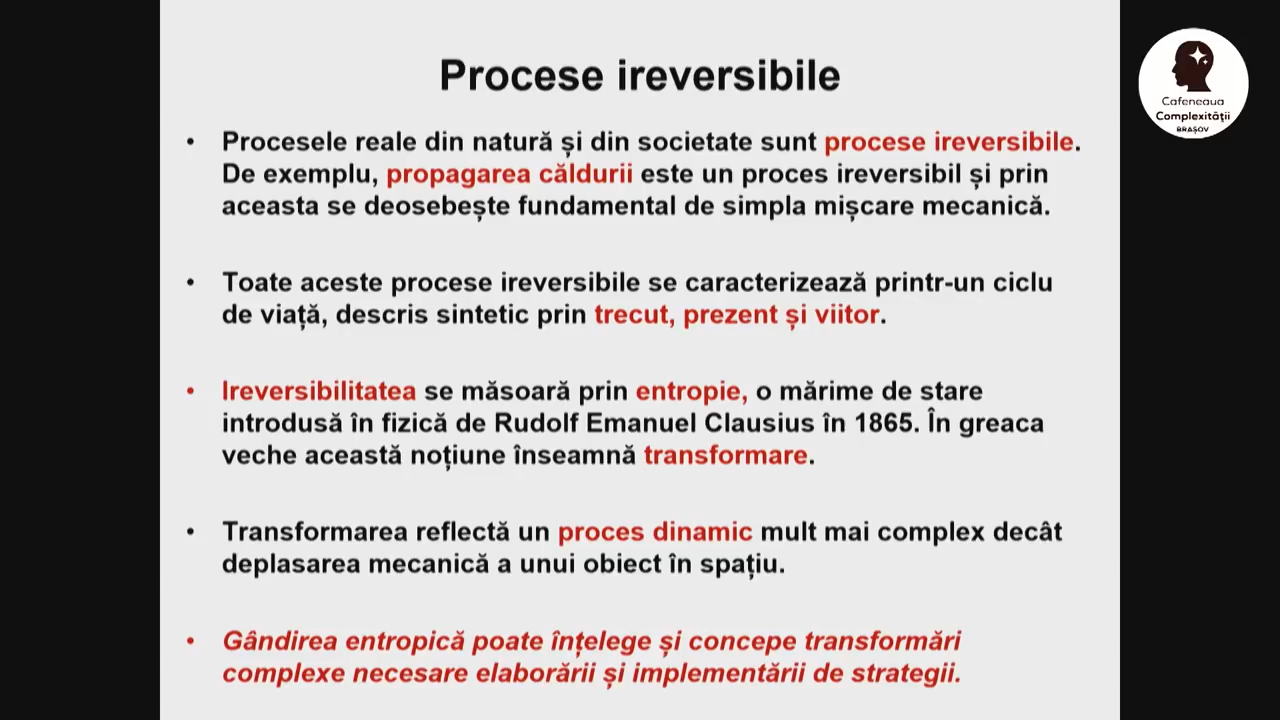 Procese ireversibile
Cafeneaua
Complexității
BRAȘOV
• Procesele reale din natură și din societate sunt procese ireversibile.
De exemplu, propagarea căldurii este un proces ireversibil și prin
aceasta se deosebește fundamental de simpla mișcare mecanică.
• Toate aceste procese ireversibile se caracterizează printr-un ciclu
de viață, descris sintetic prin trecut, prezent și viitor.
• Ireversibilitatea se măsoară prin entropie, o mărime de stare
introdusă în fizică de Rudolf Emanuel Clausius în 1865. În greaca
veche această noțiune înseamnă transformare.
• Transformarea reflectă un proces dinamic mult mai complex decât
deplasarea mecanică a unui obiect în spațiu.
• Gândirea entropică poate înțelege și concepe transformări
complexe necesare elaborării și implementării de strategii.